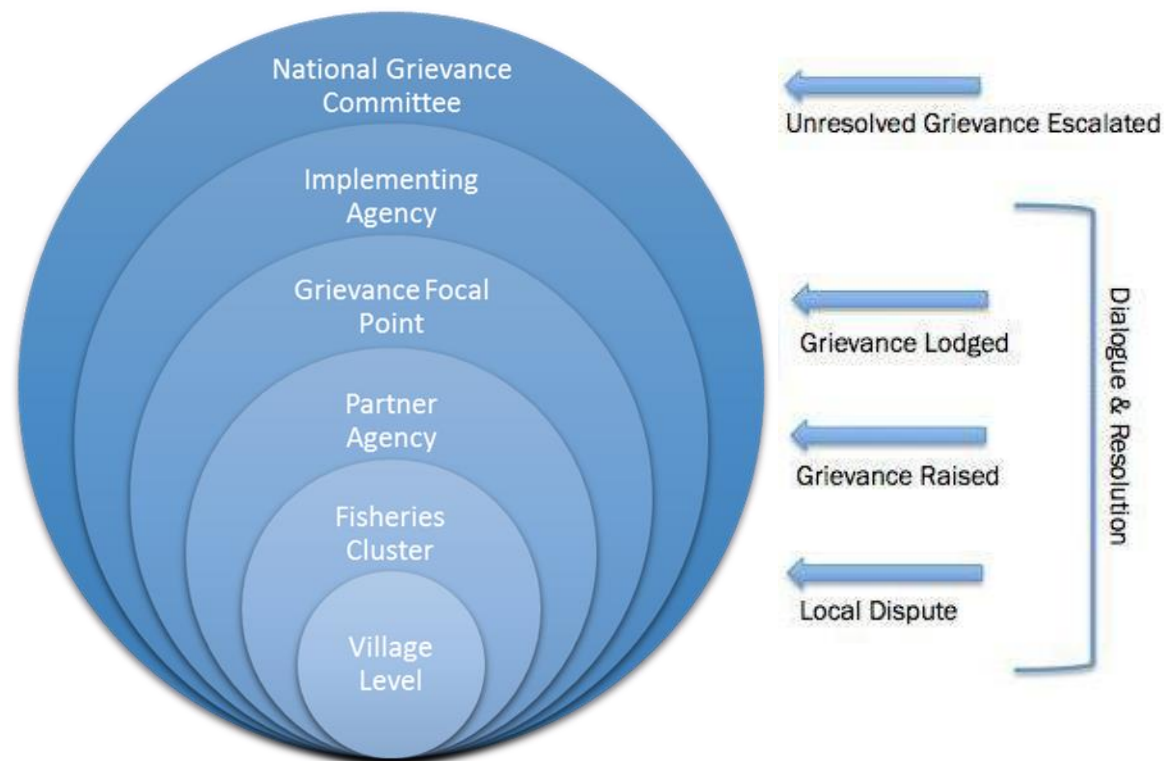 National Grievance
Committee
Unresolved Grievance Escalated
Implementing
Agency
Grievance Focal
Point
Grievance Lodged
Partner
Agency
Grievance Raised
Fisheries
Cluster
Local Dispute
Village
Level
Dialogue & Resolution